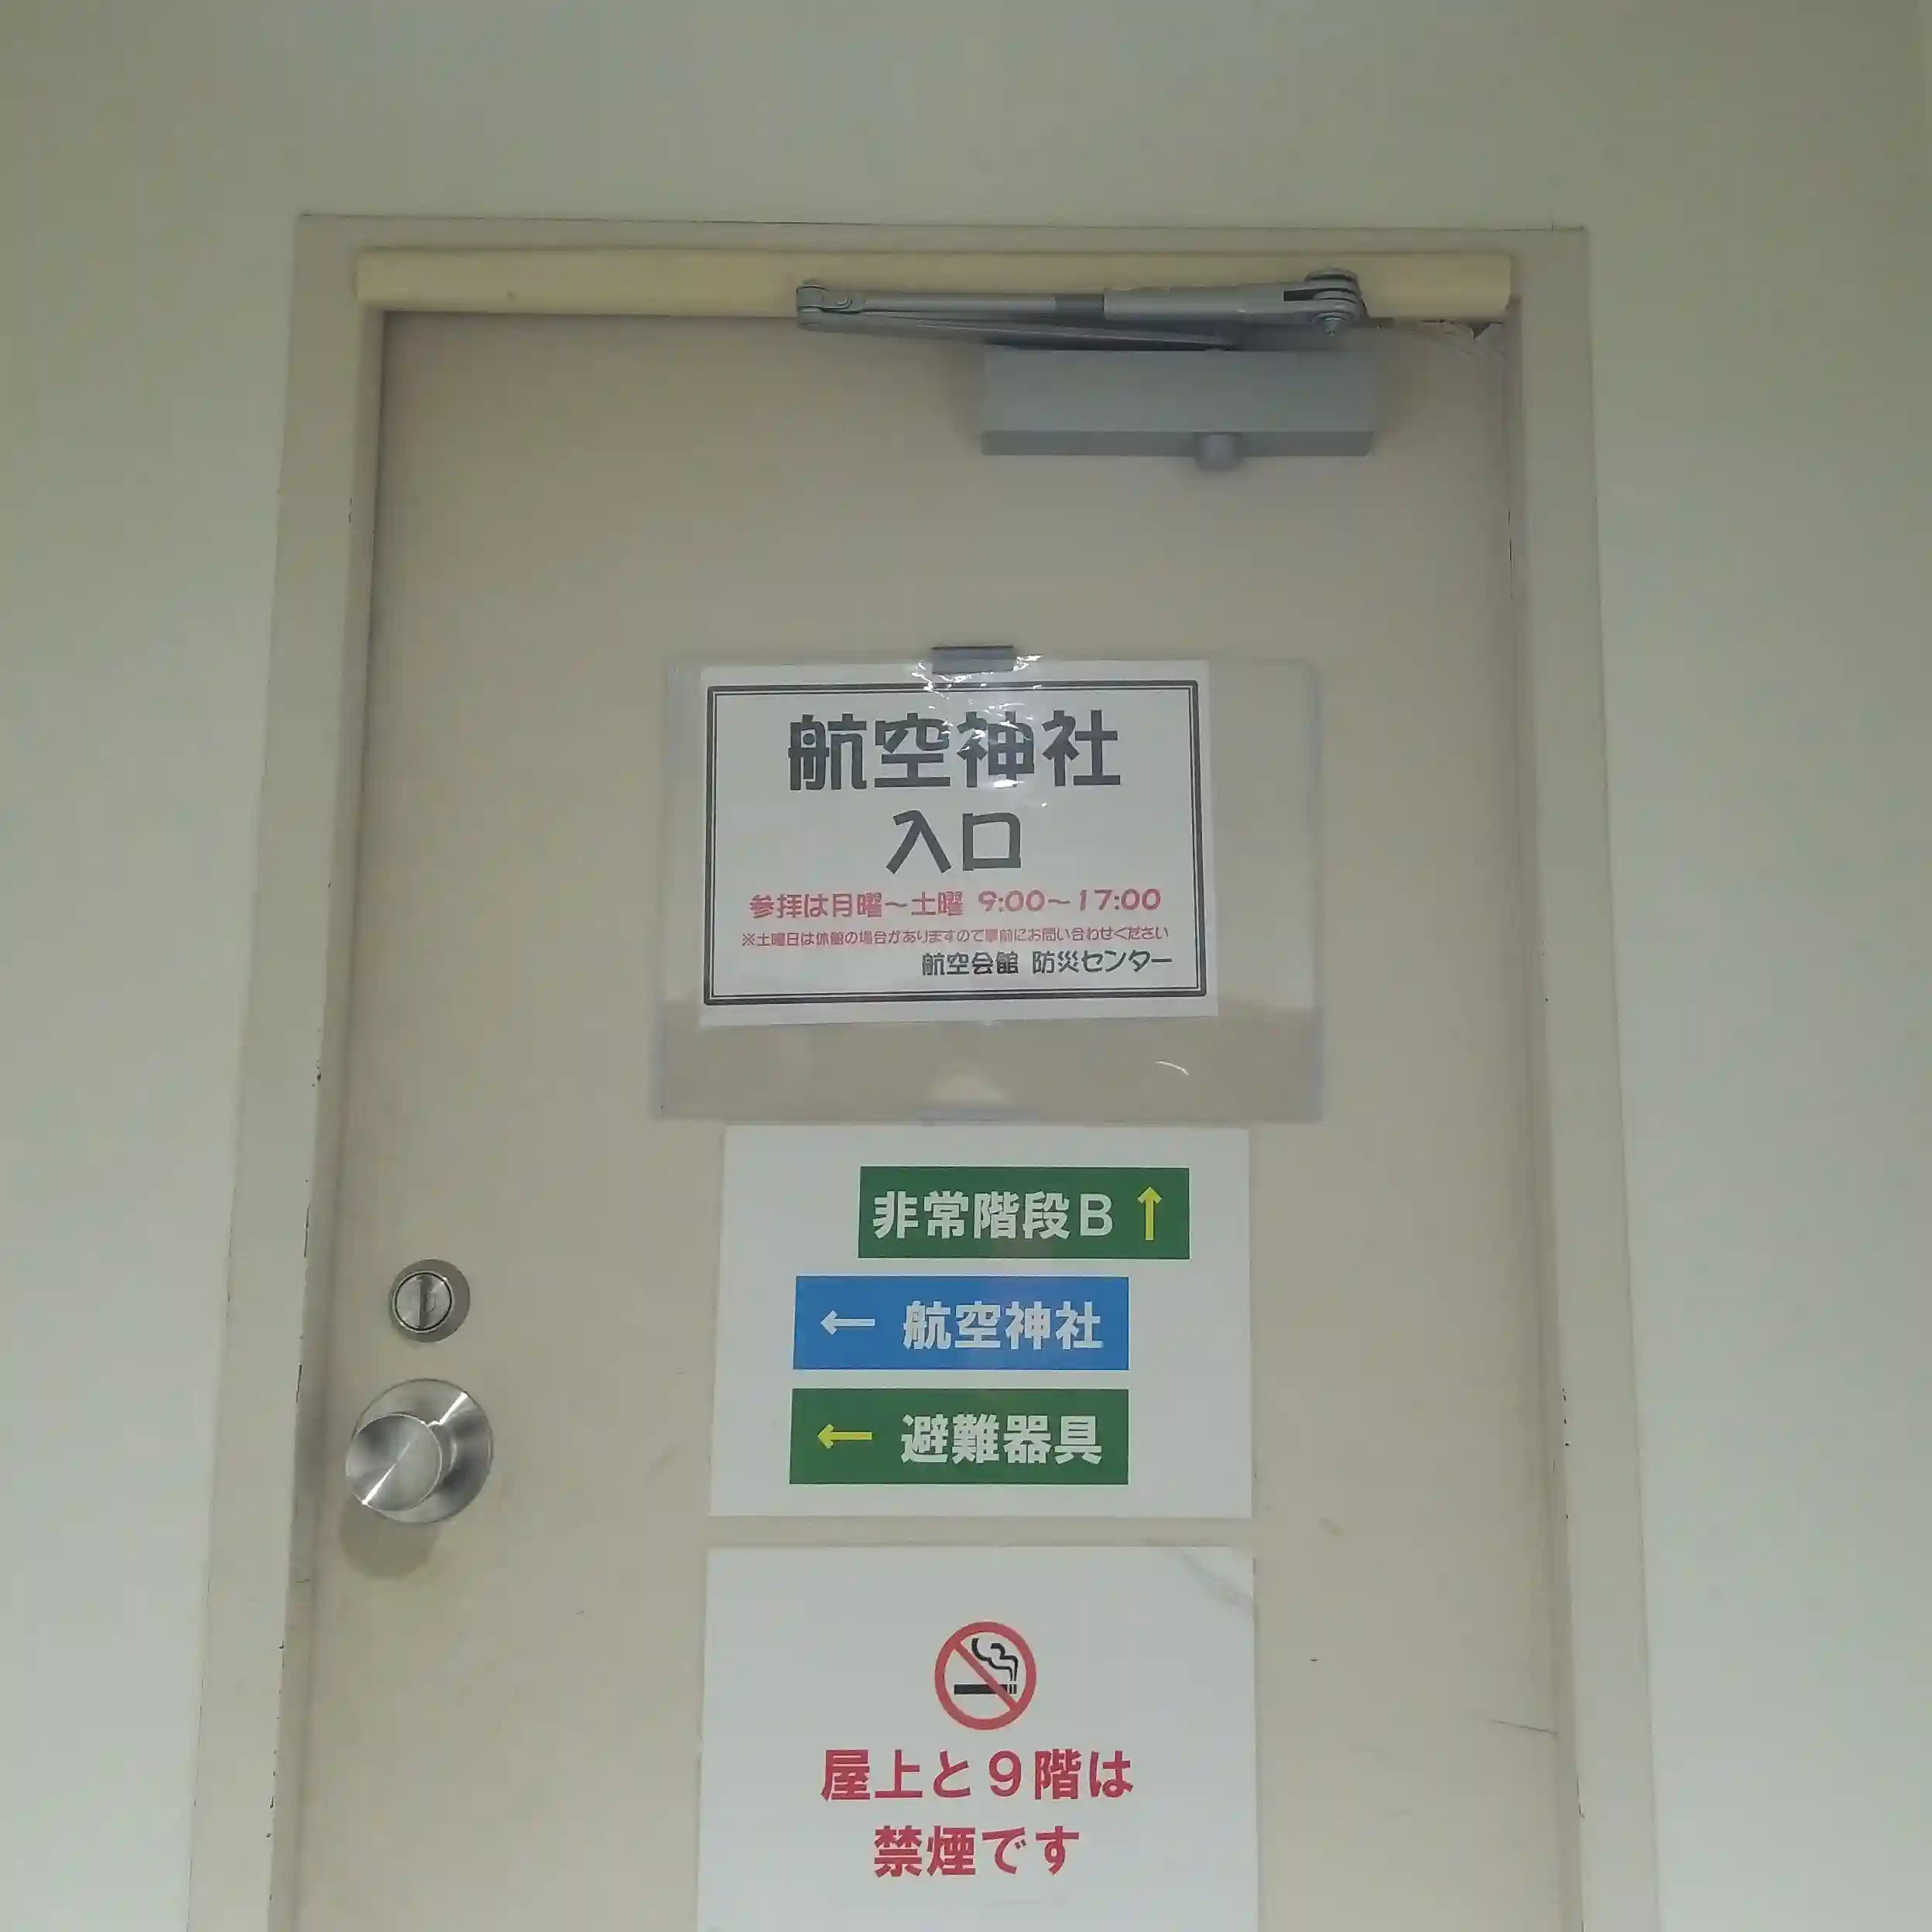 航空神社
入口
参拝は月曜～土曜 9:00～17:00
※土曜日は休館の場合がありますので事前にお問い合わせください
航空会館 防災センター
非常階段B ↑
← 航空神社
← 避難器具
屋上と9階は
禁煙です